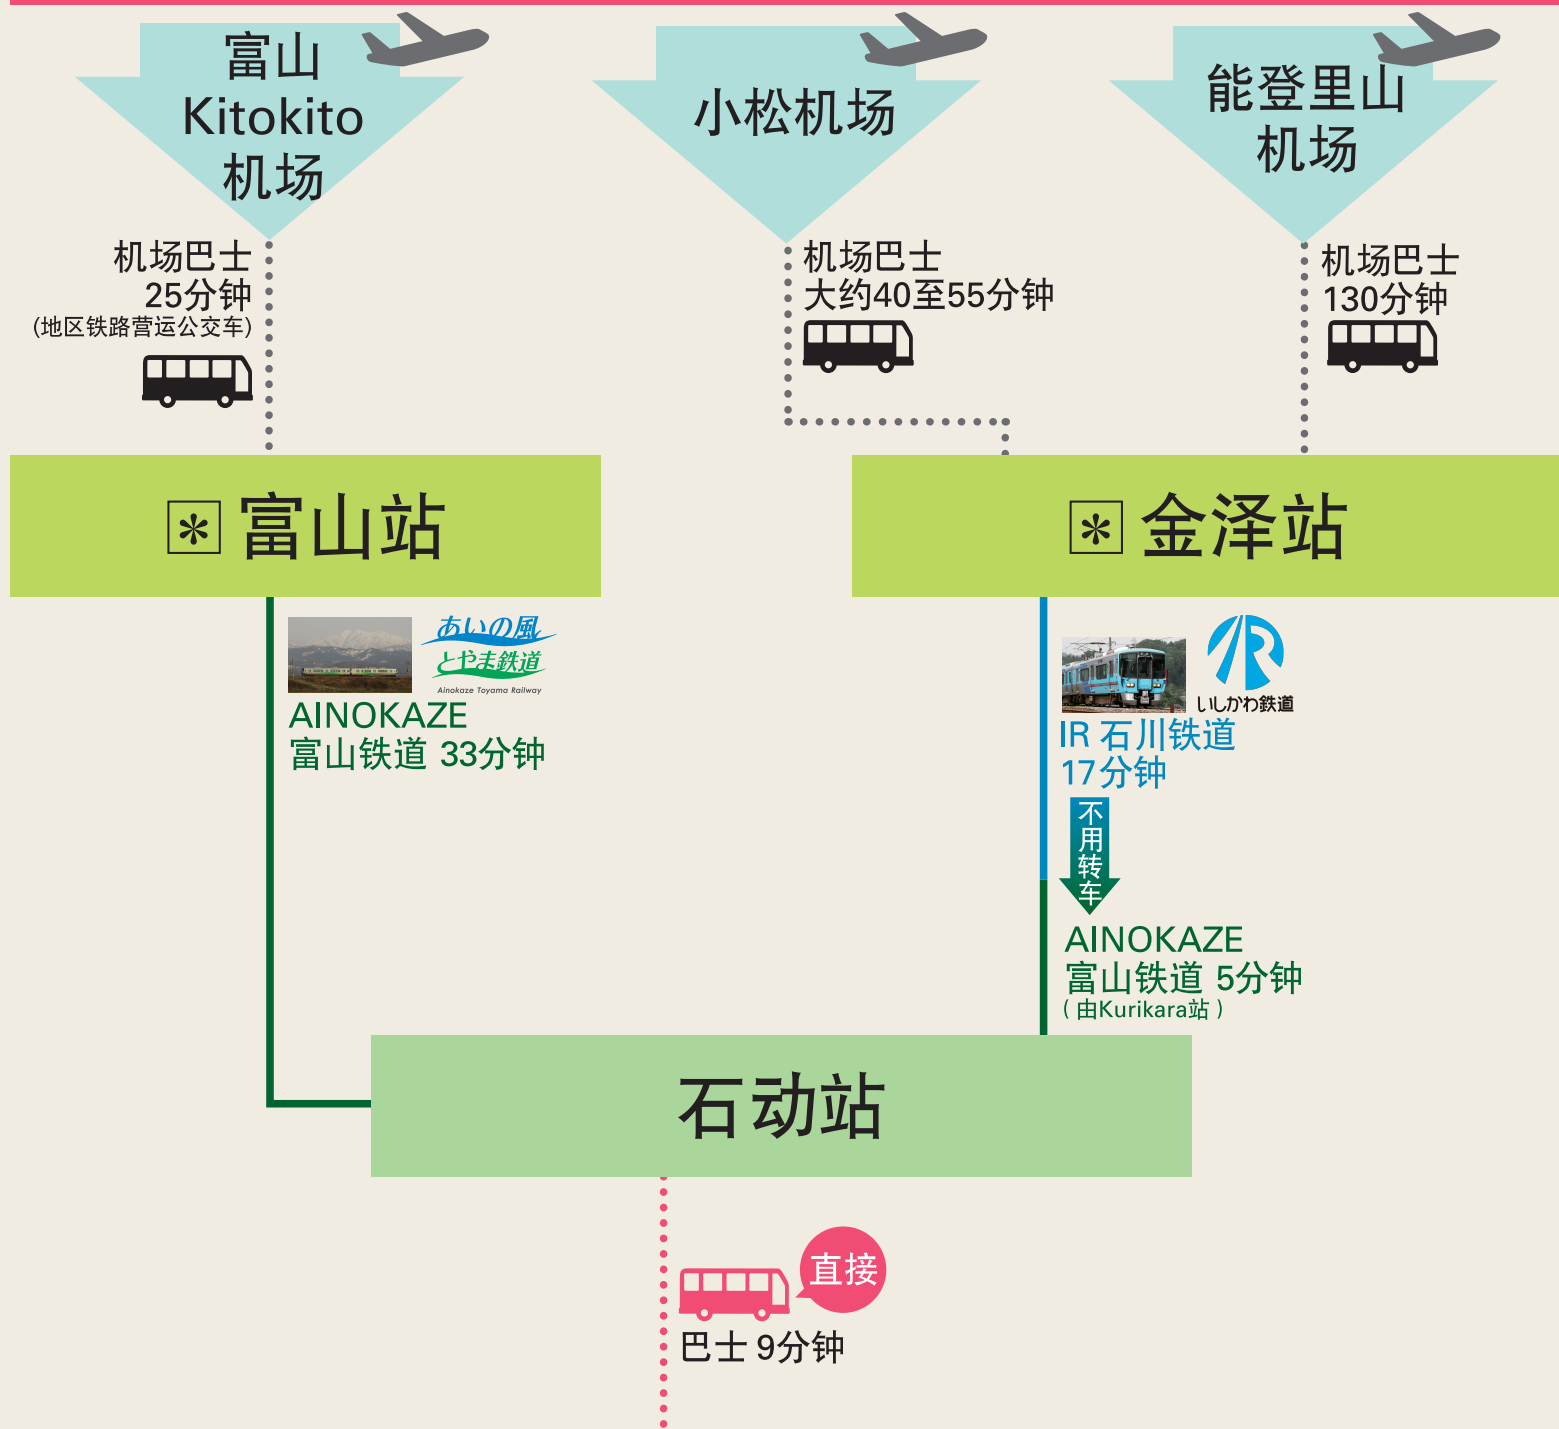 富山
Kitokito
机场
小松机场
能登里山
机场
机场巴士
25分钟
(地区铁路营运公交车)
机场巴士
大约40至55分钟
机场巴士
130分钟
* 富山站
* 金泽站
あいの風
とやま鉄道
Ainokaze Toyama Railway
AINOKAZE
富山铁道 33分钟
IR
いしかわ鉄道
IR 石川铁道
17分钟
不用转车
AINOKAZE
富山铁道 5分钟
(由Kurikara站)
石动站
直接
巴士 9分钟